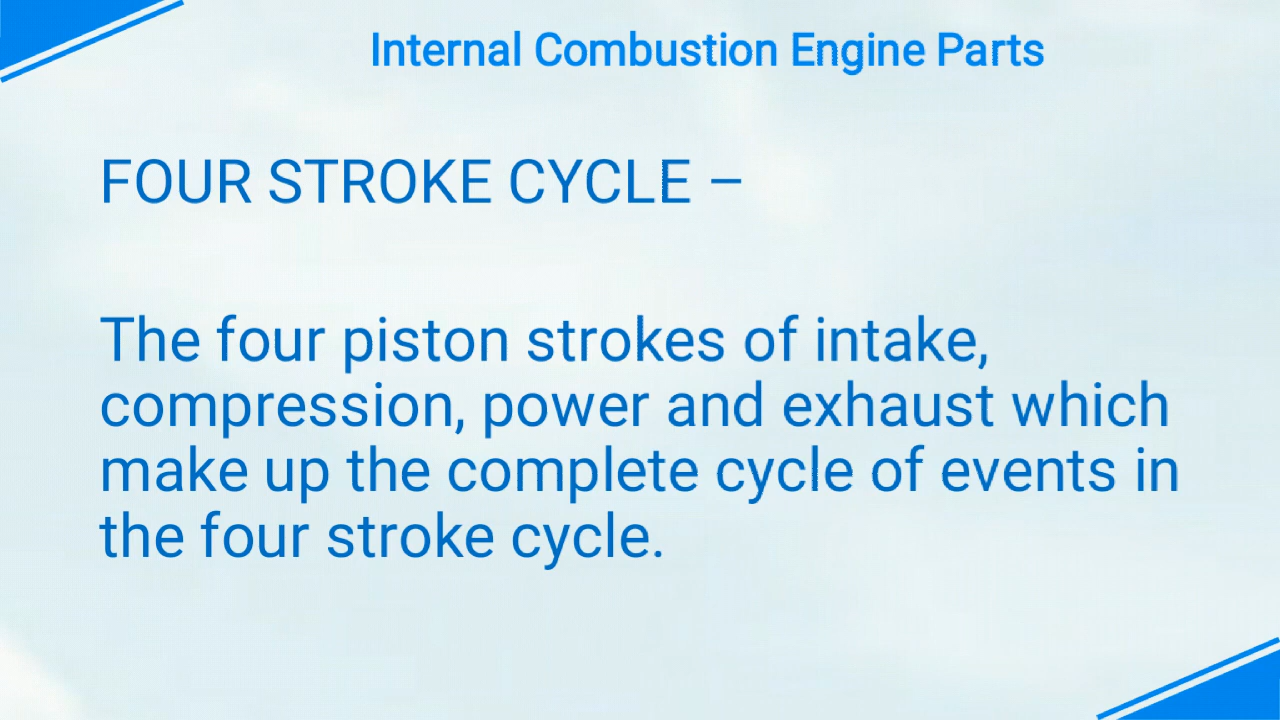 Internal Combustion Engine Parts
FOUR STROKE CYCLE –
The four piston strokes of intake,
compression, power and exhaust which
make up the complete cycle of events in
the four stroke cycle.